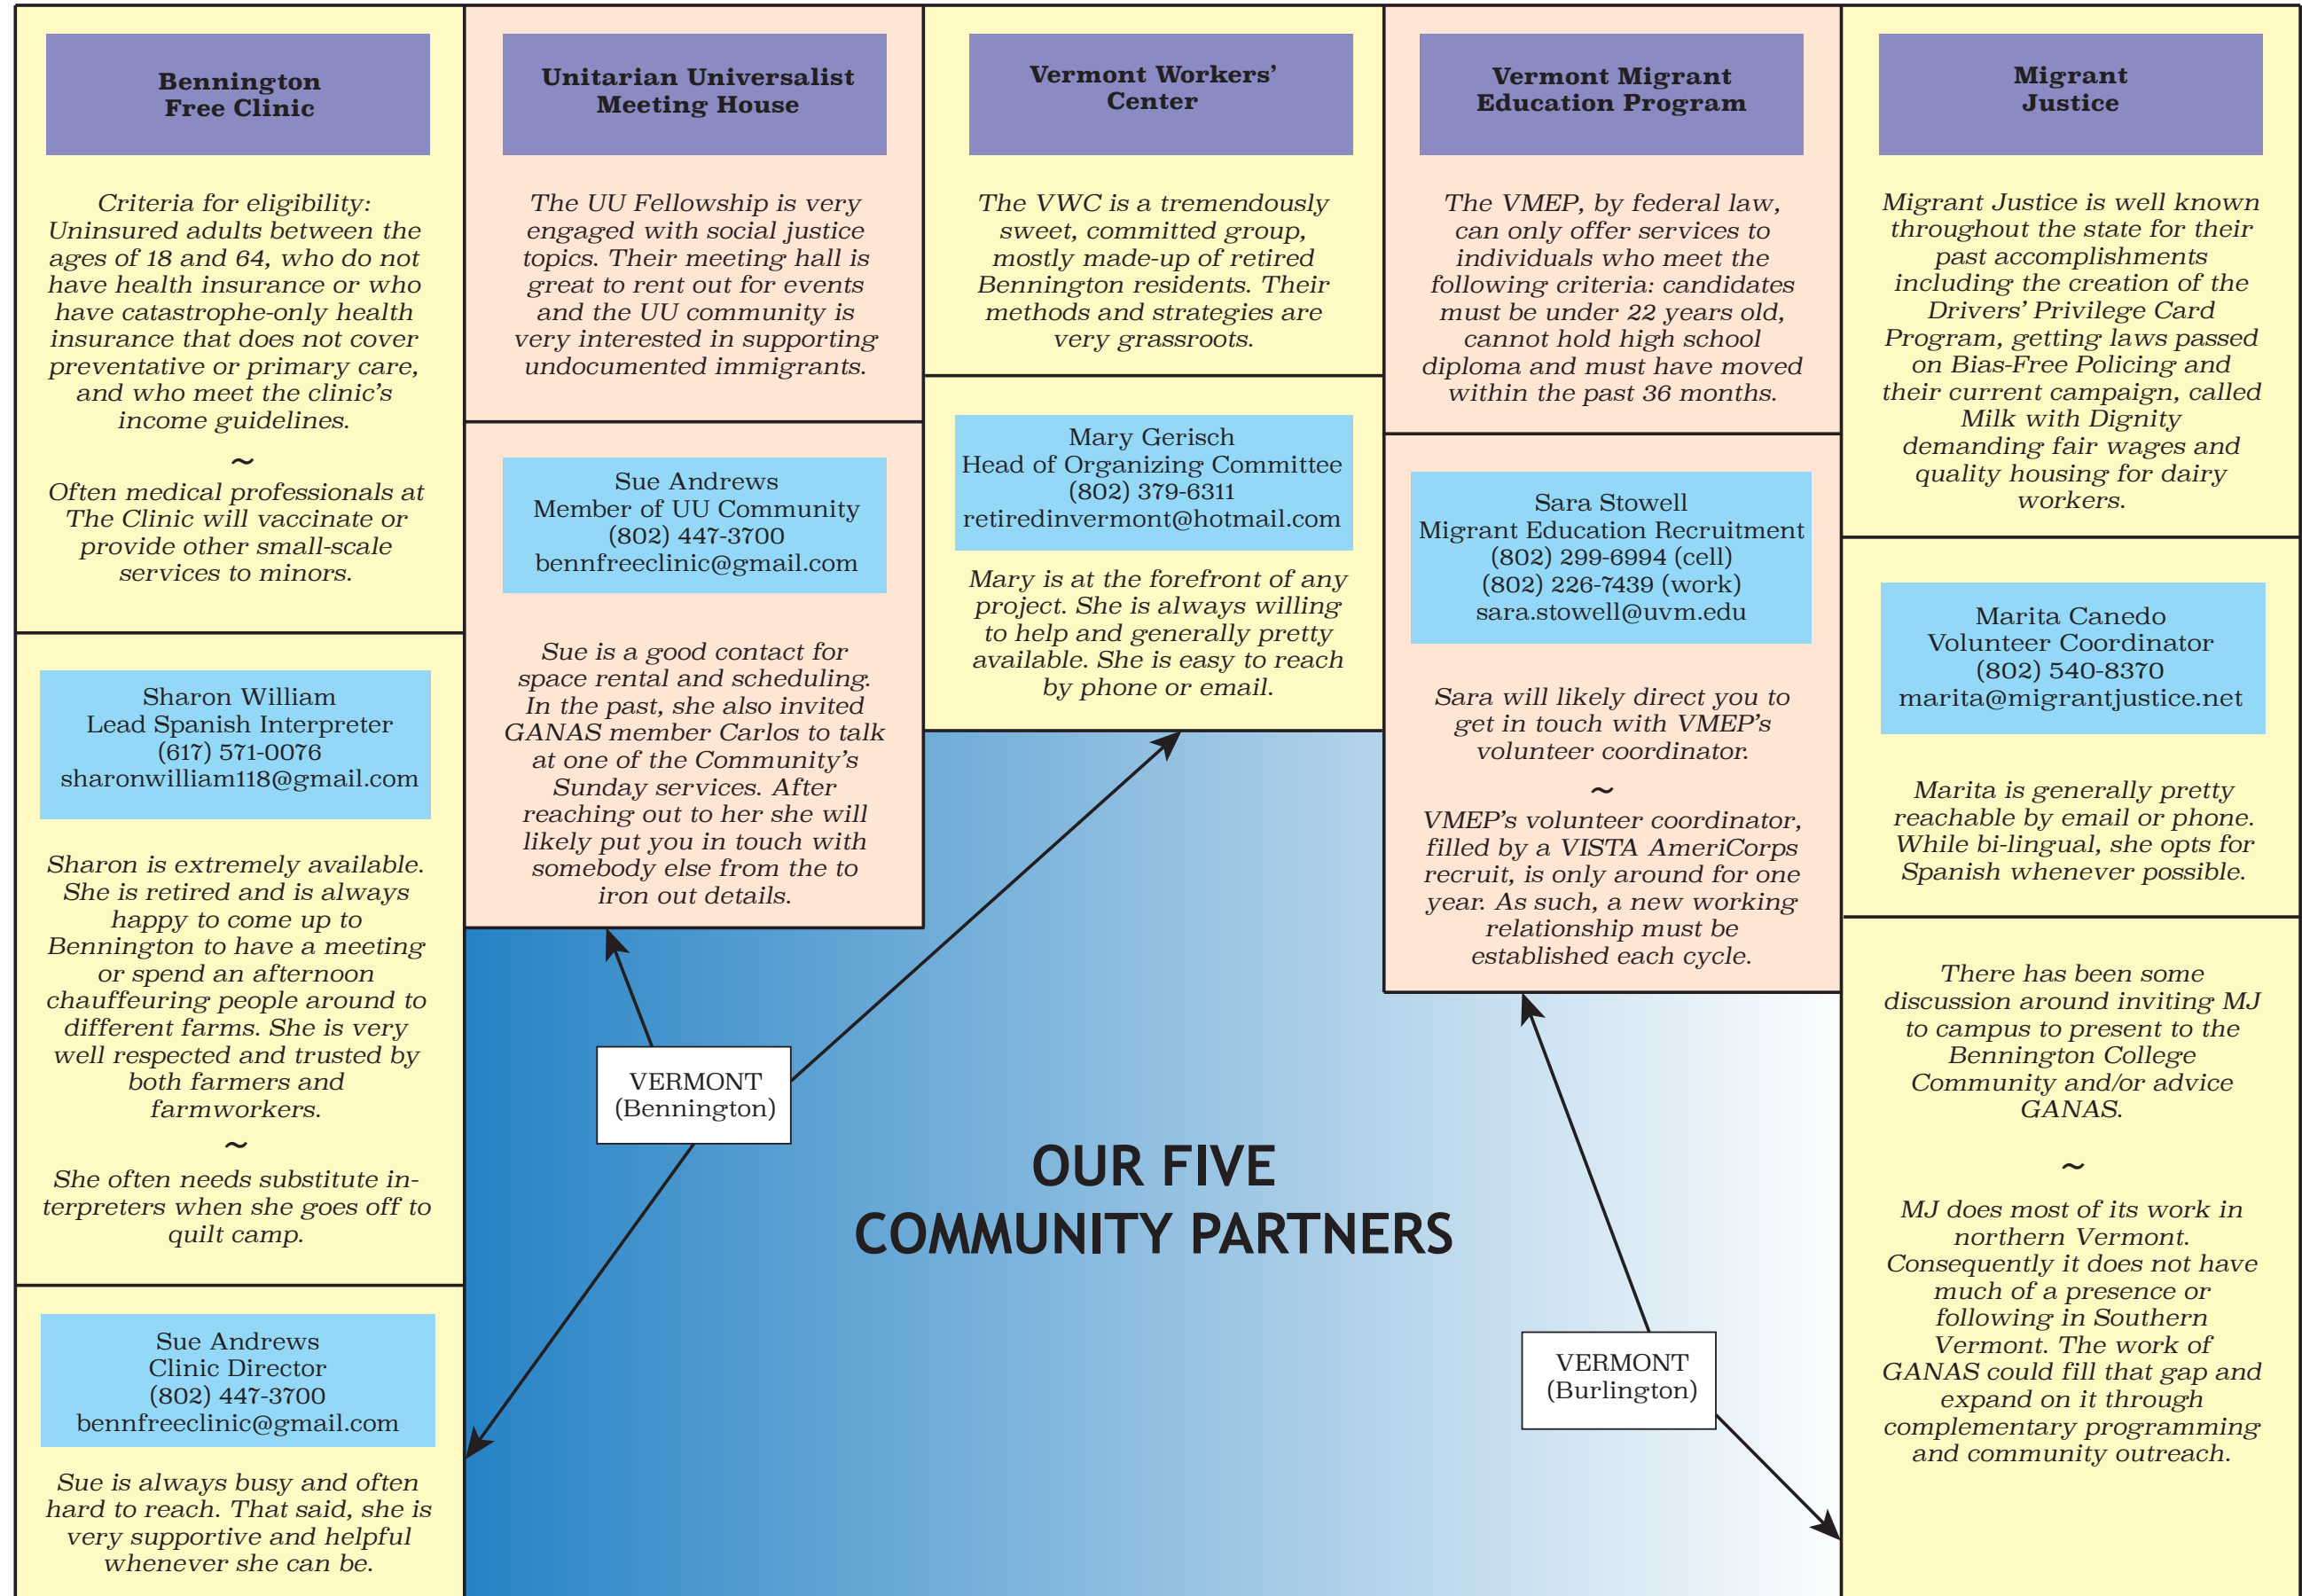 Bennington
Free Clinic
Criteria for eligibility:
Uninsured adults between the
ages of 18 and 64, who do not
have health insurance or who
have catastrophe-only health
insurance that does not cover
preventative or primary care,
and who meet the clinic's
income guidelines.
~
Often medical professionals at
The Clinic will vaccinate or
provide other small-scale
services to minors.
Sharon William
Lead Spanish Interpreter
(617) 571-0076
sharonwilliam118@gmail.com
Sharon is extremely available.
She is retired and is always
happy to come up to
Bennington to have a meeting
or spend an afternoon
chauffeuring people around to
different farms. She is very
well respected and trusted by
both farmers and
farmworkers.
~
She often needs substitute in-
terpreters when she goes off to
quilt camp.
Sue Andrews
Clinic Director
(802) 447-3700
bennfreeclinic@gmail.com
Sue is always busy and often
hard to reach. That said, she is
very supportive and helpful
whenever she can be.
Unitarian Universalist
Meeting House
The UU Fellowship is very
engaged with social justice
topics. Their meeting hall is
great to rent out for events
and the UU community is
very interested in supporting
undocumented immigrants.
Sue Andrews
Member of UU Community
(802) 447-3700
bennfreeclinic@gmail.com
Sue is a good contact for
space rental and scheduling.
In the past, she also invited
GANAS member Carlos to talk
at one of the Community's
Sunday services. After
reaching out to her she will
likely put you in touch with
somebody else from the to
iron out details.
Vermont Workers'
Center
The VWC is a tremendously
sweet, committed group,
mostly made-up of retired
Bennington residents. Their
methods and strategies are
very grassroots.
Mary Gerisch
Head of Organizing Committee
(802) 379-6311
retiredinvermont@hotmail.com
Mary is at the forefront of any
project. She is always willing
to help and generally pretty
available. She is easy to reach
by phone or email.
Vermont Migrant
Education Program
The VMEP, by federal law,
can only offer services to
individuals who meet the
following criteria: candidates
must be under 22 years old,
cannot hold high school
diploma and must have moved
within the past 36 months.
Sara Stowell
Migrant Education Recruitment
(802) 299-6994 (cell)
(802) 226-7439 (work)
sara.stowell@uvm.edu
Sara will likely direct you to
get in touch with VMEP's
volunteer coordinator.
~
VMEP's volunteer coordinator,
filled by a VISTA AmeriCorps
recruit, is only around for one
year. As such, a new working
relationship must be
established each cycle.
Migrant
Justice
Migrant Justice is well known
throughout the state for their
past accomplishments
including the creation of the
Drivers' Privilege Card
Program, getting laws passed
on Bias-Free Policing and
their current campaign, called
Milk with Dignity
demanding fair wages and
quality housing for dairy
workers.
Marita Canedo
Volunteer Coordinator
(802) 540-8370
marita@migrantjustice.net
Marita is generally pretty
reachable by email or phone.
While bi-lingual, she opts for
Spanish whenever possible.
There has been some
discussion around inviting MJ
to campus to present to the
Bennington College
Community and/or advice
GANAS.
~
MJ does most of its work in
northern Vermont.
Consequently it does not have
much of a presence or
following in Southern
Vermont. The work of
GANAS could fill that gap and
expand on it through
complementary programming
and community outreach.
VERMONT
(Bennington)
OUR FIVE
COMMUNITY PARTNERS
VERMONT
(Burlington)